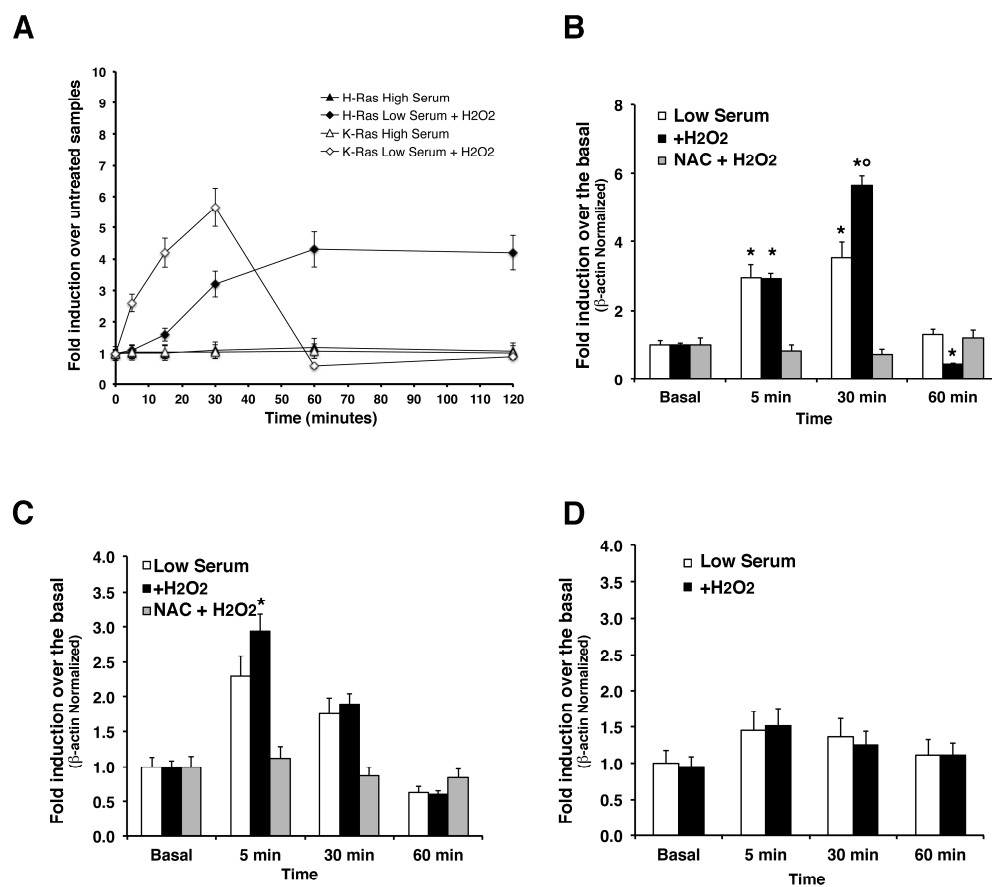 A
Fold induction over untreated samples
10
9
8
7
6
5
4
3
2
1
0
H-Ras High Serum
H-Ras Low Serum + H2O2
K-Ras High Serum
K-Ras Low Serum + H2O2
0 10 20 30 40 50 60 70 80 90 100 110 120
Time (minutes)
B
Fold induction over the basal
(β-actin Normalized)
8
6
4
2
0
Low Serum
+H2O2
NAC + H2O2
* * * *° *
Basal 5 min 30 min 60 min
Time
C
Fold induction over the basal
(β-actin Normalized)
4.0
3.5
3.0
2.5
2.0
1.5
1.0
0.5
0.0
Low Serum
+H2O2
NAC + H2O2
*
Basal 5 min 30 min 60 min
Time
D
Fold induction over the basal
(β-actin Normalized)
4.0
3.5
3.0
2.5
2.0
1.5
1.0
0.5
0.0
Low Serum
+H2O2
Basal 5 min 30 min 60 min
Time